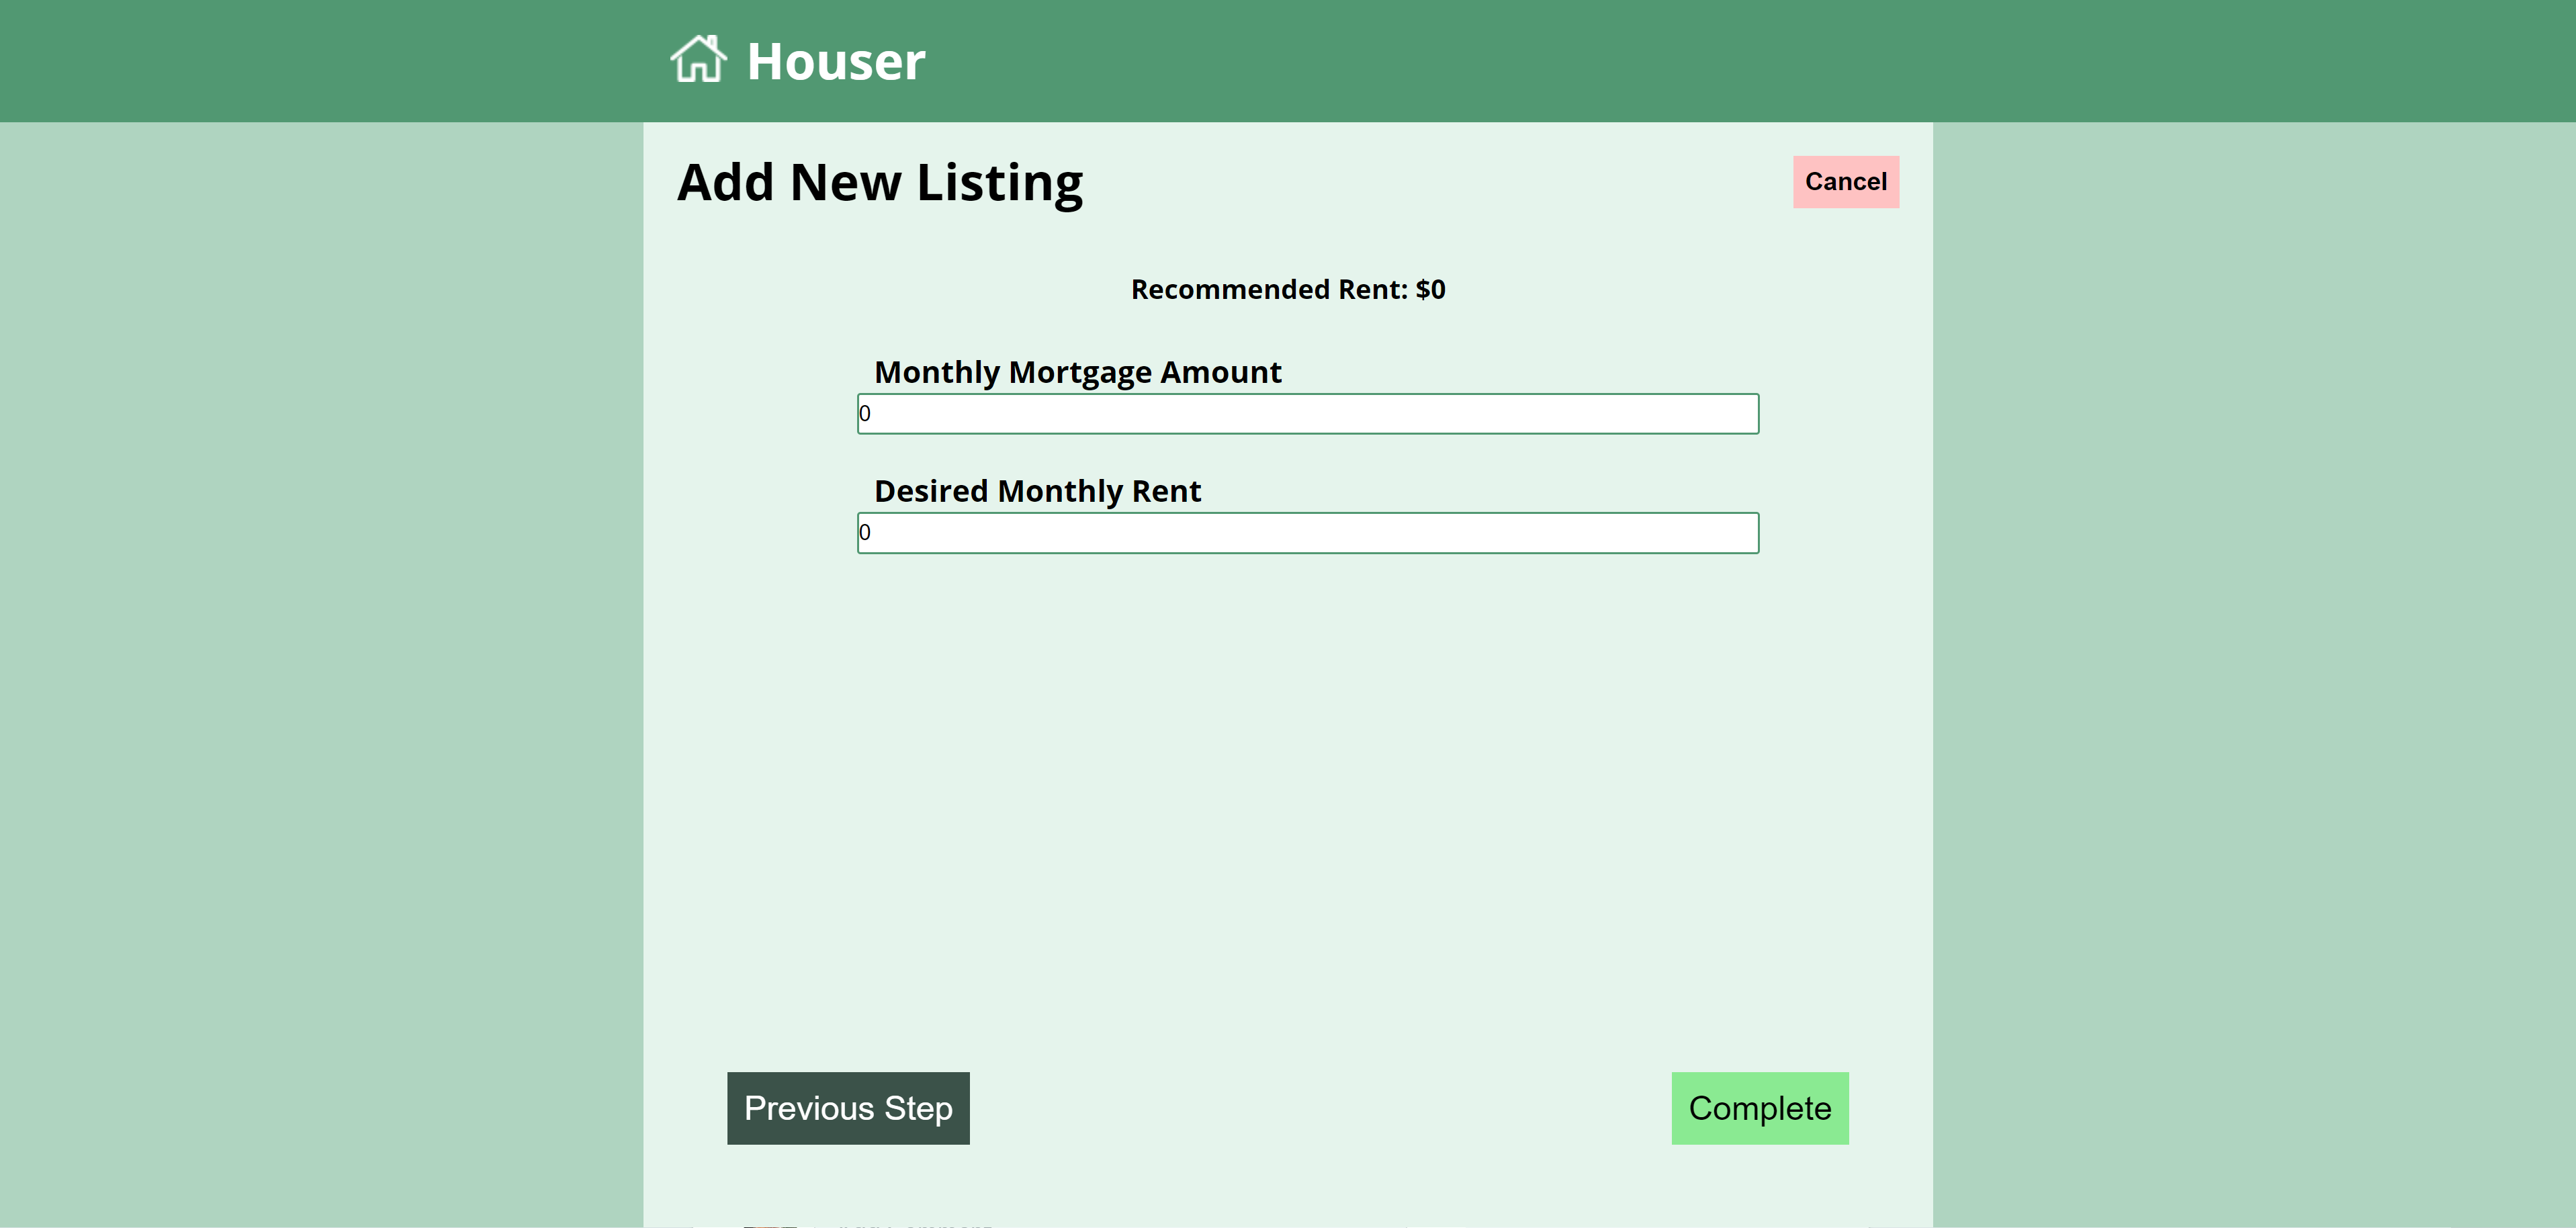 Houser
Add New Listing
Cancel
Recommended Rent: $0
Monthly Mortgage Amount
0
Desired Monthly Rent
0
Previous Step
Complete